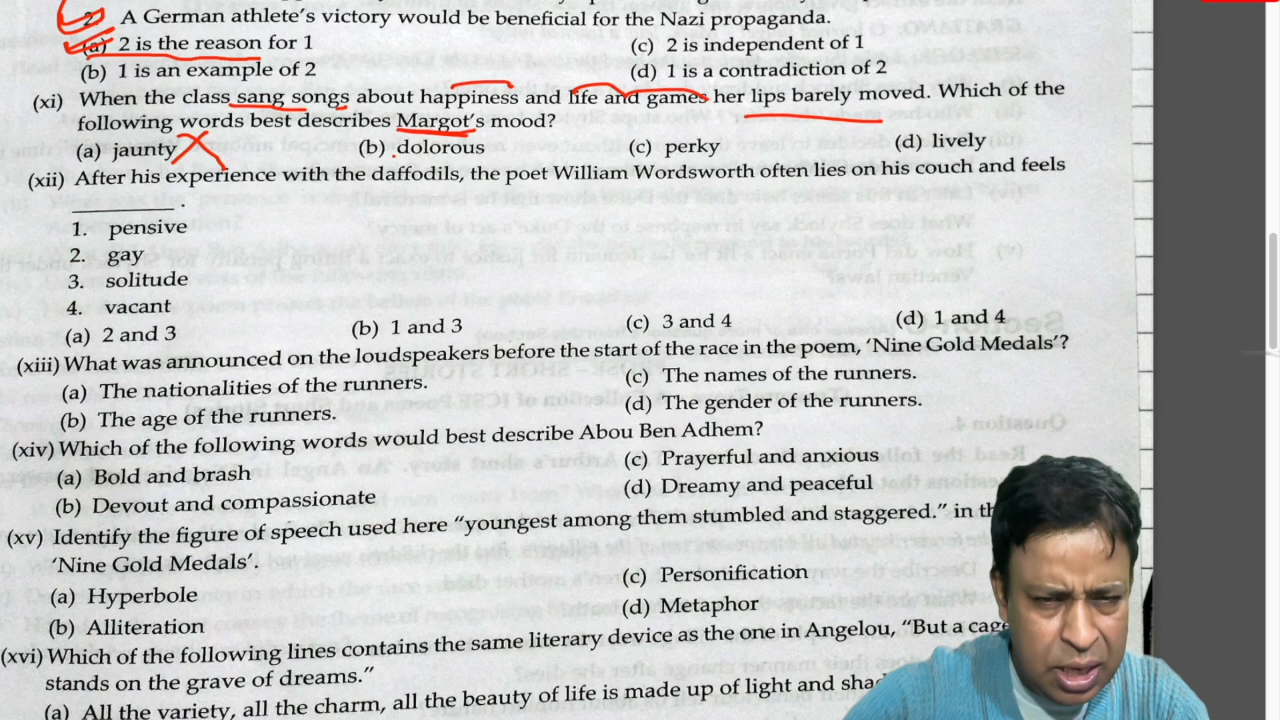 2. A German athlete's victory would be beneficial for the Nazi propaganda.
(a) 2 is the reason for 1
(c) 2 is independent of 1
(b) 1 is an example of 2
(d) 1 is a contradiction of 2
(xi) When the class sang songs about happiness and life and games her lips barely moved. Which of the
following words best describes Margot's mood?
(a) jaunty (b) dolorous (c) perky (d) lively
(xii) After his experience with the daffodils, the poet William Wordsworth often lies on his couch and feels
1. pensive
2. gay
3. solitude
4. vacant
(a) 2 and 3 (b) 1 and 3 (c) 3 and 4 (d) 1 and 4
(xiii) What was announced on the loudspeakers before the start of the race in the poem, 'Nine Gold Medals'?
(a) The nationalities of the runners.
(c) The names of the runners.
(b) The age of the runners.
(d) The gender of the runners.
(xiv) Which of the following words would best describe Abou Ben Adhem?
(a) Bold and brash
(c) Prayerful and anxious
(b) Devout and compassionate
(d) Dreamy and peaceful
(xv) Identify the figure of speech used here "youngest among them stumbled and staggered." in
'Nine Gold Medals'.
(a) Hyperbole
(c) Personification
(b) Alliteration
(d) Metaphor
(xvi) Which of the following lines contains the same literary device as the one in Angelou, "But a
stands on the grave of dreams."
(a) All the variety, all the charm, all the beauty of life is made up of light and